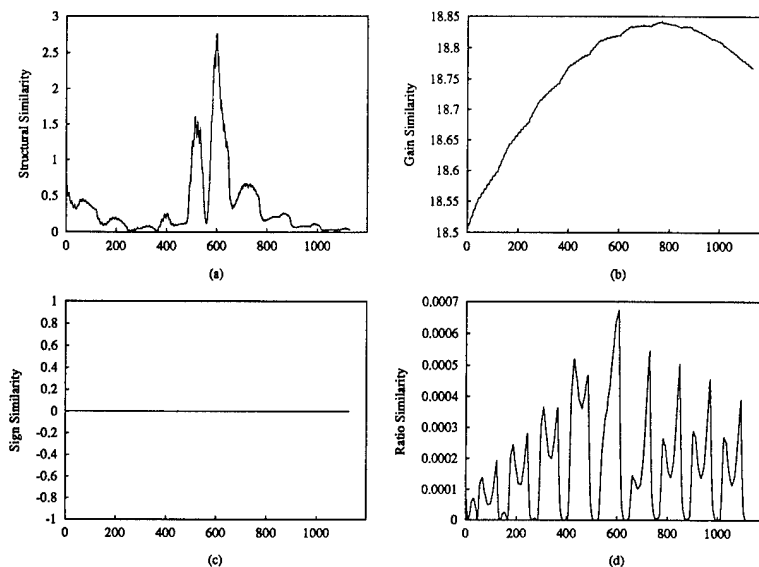 Structural Similarity
3
2.5
2
1.5
1
0.5
0
0 200 400 600 800 1000
(a)
Gain Similarity
18.85
18.8
18.75
18.7
18.65
18.6
18.55
18.5
0 200 400 600 800 1000
(b)
Sign Similarity
1
0.8
0.6
0.4
0.2
0
-0.2
-0.4
-0.6
-0.8
-1
0 200 400 600 800 1000
(c)
Ratio Similarity
0.0007
0.0006
0.0005
0.0004
0.0003
0.0002
0.0001
0
0 200 400 600 800 1000
(d)